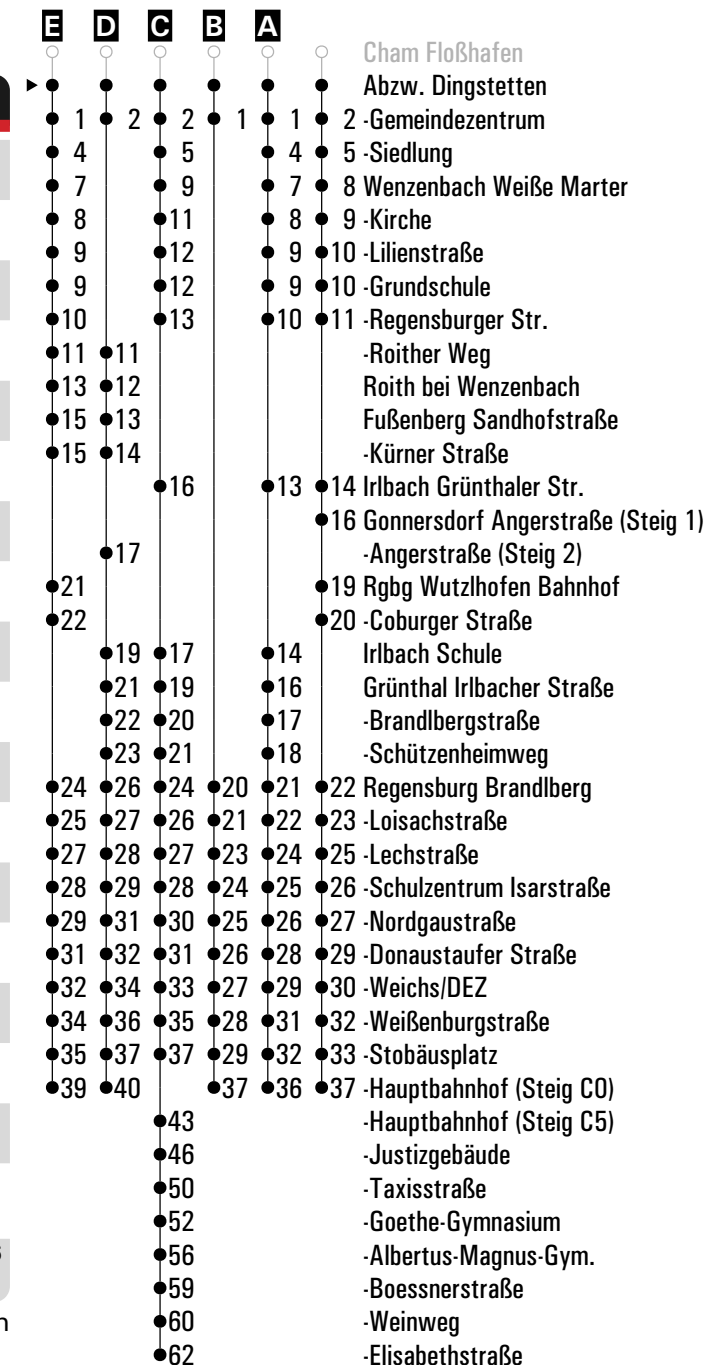 E D C B A
Cham Floßhafen
Abzw. Dingstetten
1 2 2 1 1 2 -Gemeindezentrum
4 5 4 5 -Siedlung
7 9 7 8 Wenzenbach Weiße Marter
8 11 8 9 -Kirche
9 12 9 10 -Lilienstraße
9 12 9 10 -Grundschule
10 13 10 11 -Regensburger Str.
11 11 -Roither Weg
13 12 Roith bei Wenzenbach
15 13 Fußenberg Sandhofstraße
15 14 -Kürner Straße
16 13 14 Irlbach Grünthaler Str.
16 Gonnersdorf Angerstraße (Steig 1)
17 -Angerstraße (Steig 2)
21 19 Rgbg Wutzlhofen Bahnhof
22 20 -Coburger Straße
19 17 14 Irlbach Schule
21 19 16 Grünthal Irlbacher Straße
22 20 17 -Brandlbergstraße
23 21 18 -Schützenheimweg
24 26 24 20 21 22 Regensburg Brandlberg
25 27 26 21 22 23 -Loisachstraße
27 28 27 23 24 25 -Lechstraße
28 29 28 24 25 26 -Schulzentrum Isarstraße
29 31 30 25 26 27 -Nordgaustraße
31 32 31 26 28 29 -Donaustaufer Straße
32 34 33 27 29 30 -Weichs/DEZ
34 36 35 28 31 32 -Weißenburgstraße
35 37 37 29 32 33 -Stobäusplatz
39 40 37 36 37 -Hauptbahnhof (Steig C0)
43 -Hauptbahnhof (Steig C5)
46 -Justizgebäude
50 -Taxisstraße
52 -Goethe-Gymnasium
56 -Albertus-Magnus-Gym.
59 -Boessnerstraße
60 -Weinweg
62 -Elisabethstraße